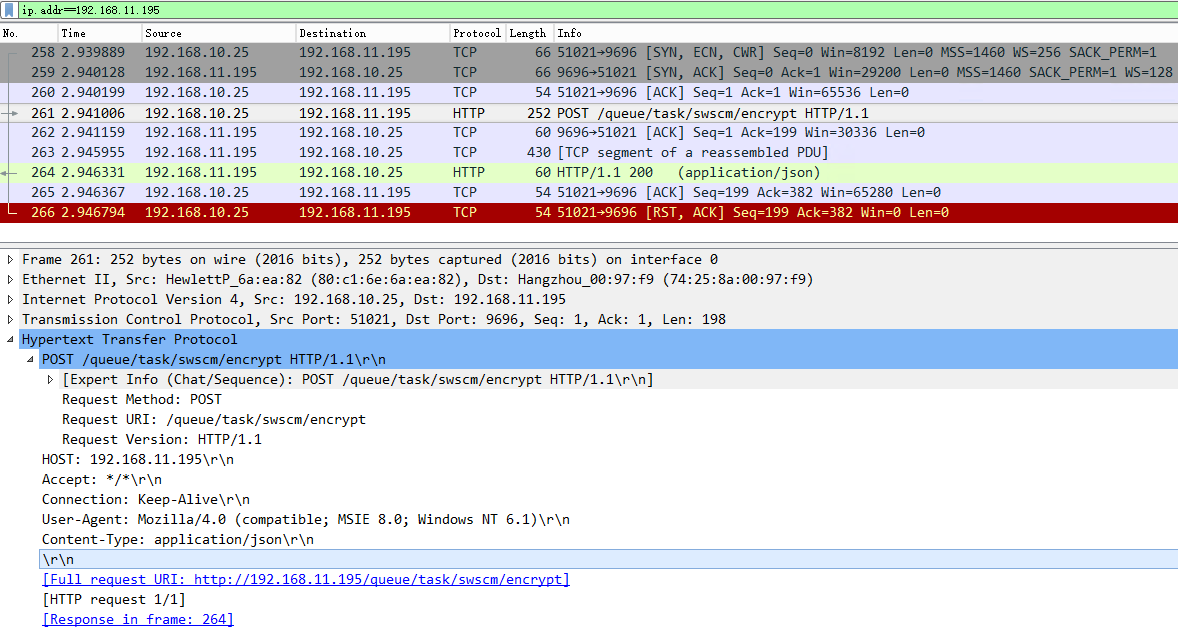 ip.addr==192.168.11.195
No. Time Source Destination Protocol Length Info
258 2.939889 192.168.10.25 192.168.11.195 TCP 66 51021→9696 [SYN, ECN, CWR] Seq=0 Win=8192 Len=0 MSS=1460 WS=256 SACK_PERM=1
259 2.940128 192.168.11.195 192.168.10.25 TCP 66 9696→51021 [SYN, ACK] Seq=0 Ack=1 Win=29200 Len=0 MSS=1460 SACK_PERM=1 WS=128
260 2.940199 192.168.10.25 192.168.11.195 TCP 54 51021→9696 [ACK] Seq=1 Ack=1 Win=65536 Len=0
261 2.941006 192.168.10.25 192.168.11.195 HTTP 252 POST /queue/task/swscm/encrypt HTTP/1.1
262 2.941159 192.168.11.195 192.168.10.25 TCP 60 9696→51021 [ACK] Seq=1 Ack=199 Win=30336 Len=0
263 2.945955 192.168.11.195 192.168.10.25 TCP 430 [TCP segment of a reassembled PDU]
264 2.946331 192.168.11.195 192.168.10.25 HTTP 60 HTTP/1.1 200 (application/json)
265 2.946367 192.168.10.25 192.168.11.195 TCP 54 51021→9696 [ACK] Seq=199 Ack=382 Win=65280 Len=0
266 2.946794 192.168.10.25 192.168.11.195 TCP 54 51021→9696 [RST, ACK] Seq=199 Ack=382 Win=0 Len=0
Frame 261: 252 bytes on wire (2016 bits), 252 bytes captured (2016 bits) on interface 0
Ethernet II, Src: HewlettP_6a:ea:82 (80:c1:6e:6a:ea:82), Dst: Hangzhou_00:97:f9 (74:25:8a:00:97:f9)
Internet Protocol Version 4, Src: 192.168.10.25, Dst: 192.168.11.195
Transmission Control Protocol, Src Port: 51021, Dst Port: 9696, Seq: 1, Ack: 1, Len: 198
Hypertext Transfer Protocol
POST /queue/task/swscm/encrypt HTTP/1.1\r\n
[Expert Info (Chat/Sequence): POST /queue/task/swscm/encrypt HTTP/1.1\r\n]
Request Method: POST
Request URI: /queue/task/swscm/encrypt
Request Version: HTTP/1.1
HOST: 192.168.11.195\r\n
Accept: */*\r\n
Connection: Keep-Alive\r\n
User-Agent: Mozilla/4.0 (compatible; MSIE 8.0; Windows NT 6.1)\r\n
Content-Type: application/json\r\n
\r\n
[Full request URI: http://192.168.11.195/queue/task/swscm/encrypt]
[HTTP request 1/1]
[Response in frame: 264]